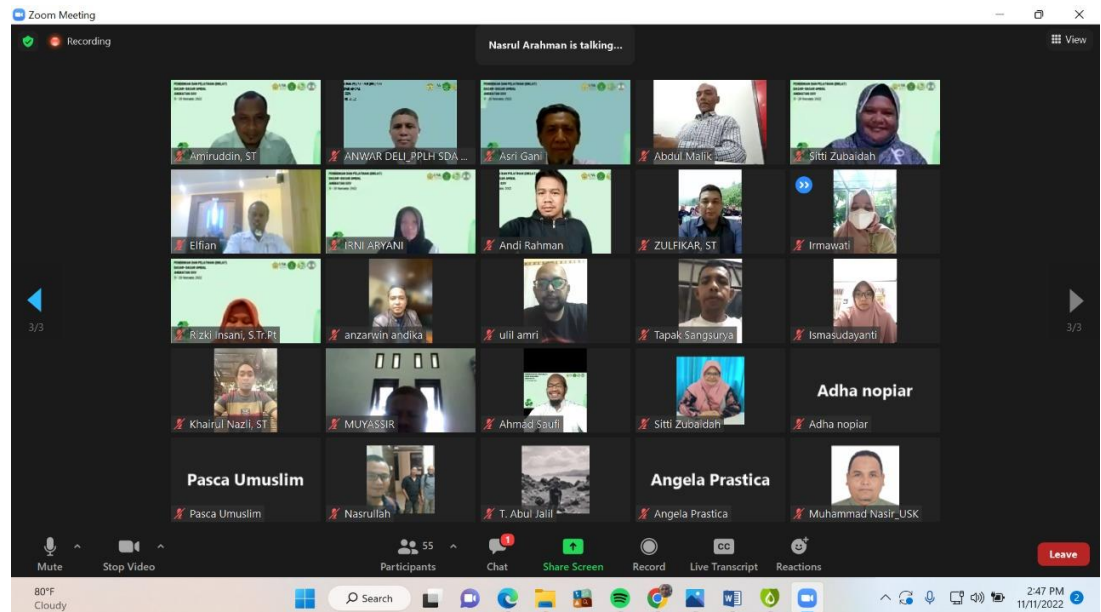 Zoom Meeting
Recording
Nasrul Arahman is talking...
View
Amiruddin, ST
ANWAR DELI_PPLH SDA ...
Asri Gani
Abdul Malik
Sitti Zubaidah
Elfian
IRNI ARYANI
Andi Rahman
ZULFIKAR, ST
Irmawati
3/3
3/3
Rizki Insani, S.Tr.Pt
anzarwin andika
ulil amri
Tapak Sangsurya
Ismasudayanti
Khairul Nazli, ST
MUYASSIR
Ahmad Saufi
Sitti Zubaidah
Adha nopiar
Adha nopiar
Pasca Umuslim
Pasca Umuslim
Nasrullah
T. Abul Jalil
Angela Prastica
Angela Prastica
Muhammad Nasir_USK
Mute
Stop Video
55
Participants
1
Chat
Share Screen
Record
CC
Live Transcript
Reactions
Leave
80°F
Cloudy
Search
2:47 PM
11/11/2022
2